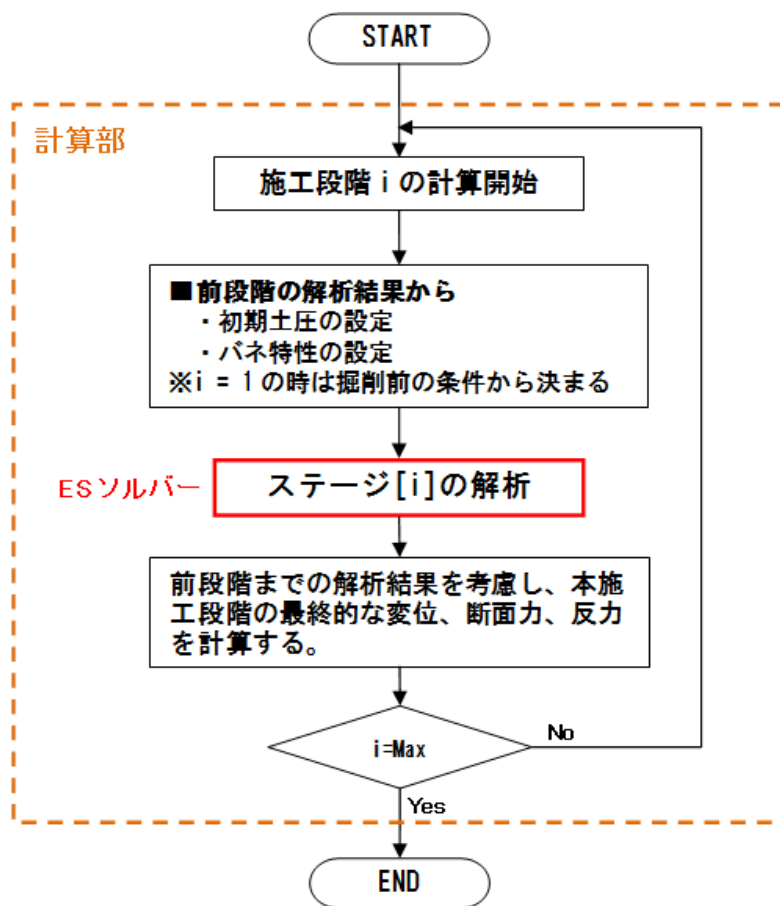 START
計算部
施工段階 i の計算開始
■前段階の解析結果から
・初期土圧の設定
・バネ特性の設定
※i = 1 の時は掘削前の条件から決まる
ESソルバー
ステージ[i]の解析
前段階までの解析結果を考慮し、本施
工段階の最終的な変位、断面力、反力
を計算する。
i=Max
No
Yes
END